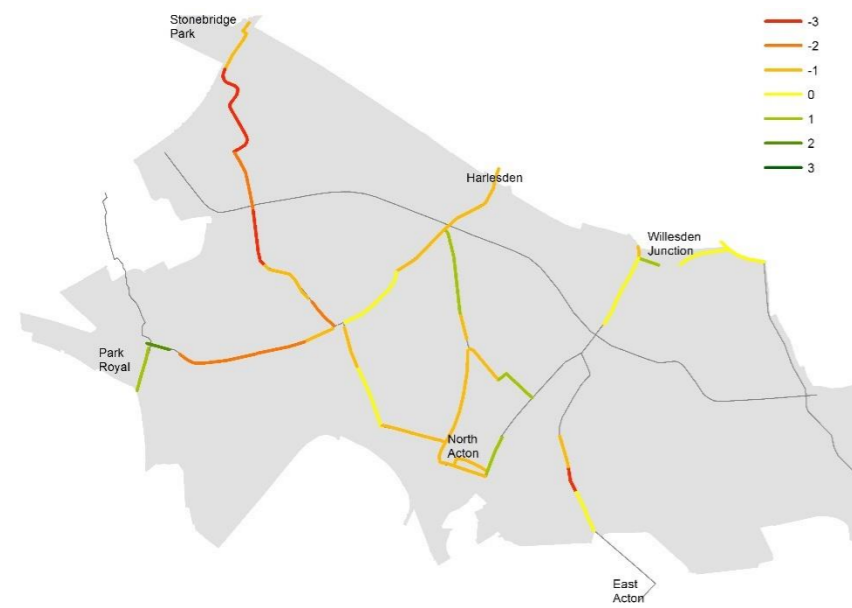 Stonebridge
Park
-3
-2
-1
0
1
2
3
Harlesden
Willesden
Junction
Park
Royal
North
Acton
East
Acton